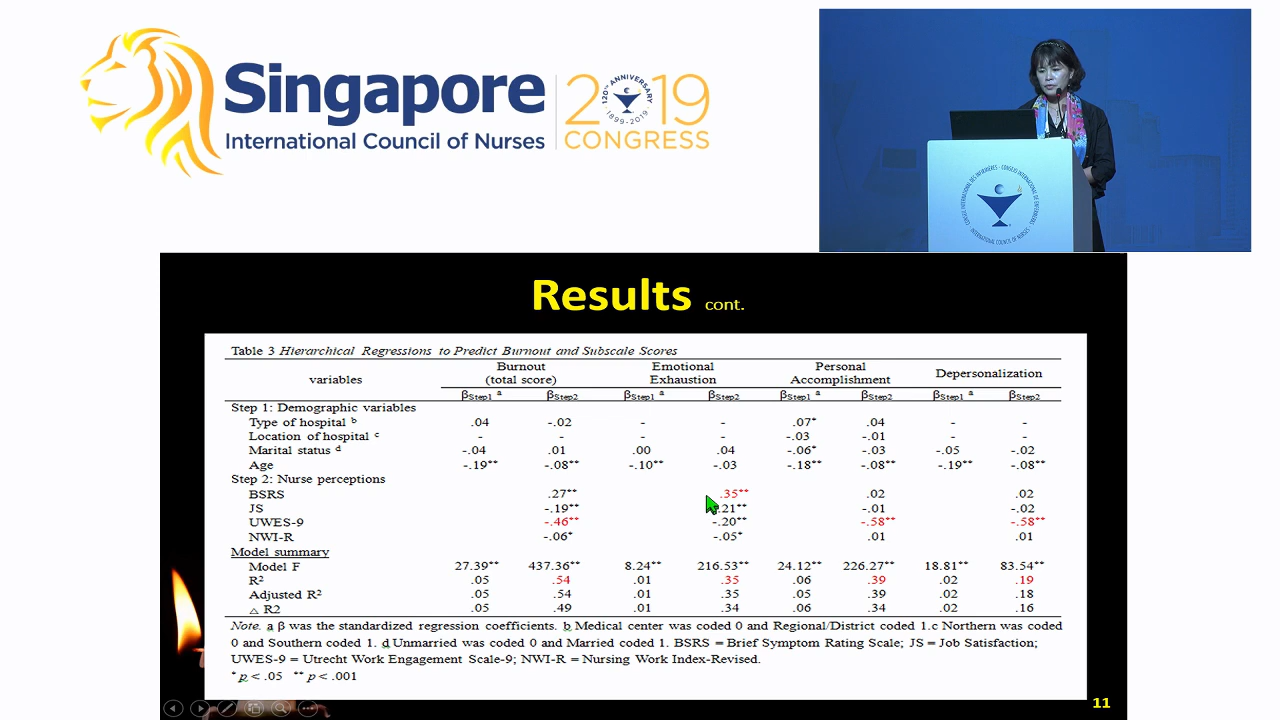 Singapore
International Council of Nurses
2019
120TH ANNIVERSARY
1899-2019
CONGRESS
Results cont.
Table 3 Hierarchical Regressions to Predict Burnout and Subscale Scores
variables Burnout (total score) Emotional Exhaustion Personal Accomplishment Depersonalization
βStep1 a βStep2 βStep1 a βStep2 βStep1 a βStep2 βStep1 a βStep2
Step 1: Demographic variables
Type of hospital b .04 -.02 - - .07* .04 - -
Location of hospital c - - - - -.03 -.01 - -
Marital status d -.04 .01 .00 .04 -.06* -.03 -.05 -.02
Age -.19** -.08** -.10** -.03 -.18** -.08** -.19** -.08**
Step 2: Nurse perceptions
BSRS .27** .35** .02 .02
JS -.19** .21** -.01 -.02
UWES-9 -.46** -.20** -.58** -.58**
NWI-R -.06* -.05* .01 .01
Model summary
Model F 27.39** 437.36** 8.24** 216.53** 24.12** 226.27** 18.81** 83.54**
R² .05 .54 .01 .35 .06 .39 .02 .19
Adjusted R² .05 .54 .01 .35 .05 .39 .02 .18
△ R2 .05 .49 .01 .34 .06 .34 .02 .16
Note. a β was the standardized regression coefficients. b Medical center was coded 0 and Regional/District coded 1.c Northern was coded
0 and Southern coded 1. d Unmarried was coded 0 and Married coded 1. BSRS = Brief Symptom Rating Scale; JS = Job Satisfaction;
UWES-9 = Utrecht Work Engagement Scale-9; NWI-R = Nursing Work Index-Revised.
* p < .05 ** p < .001
11